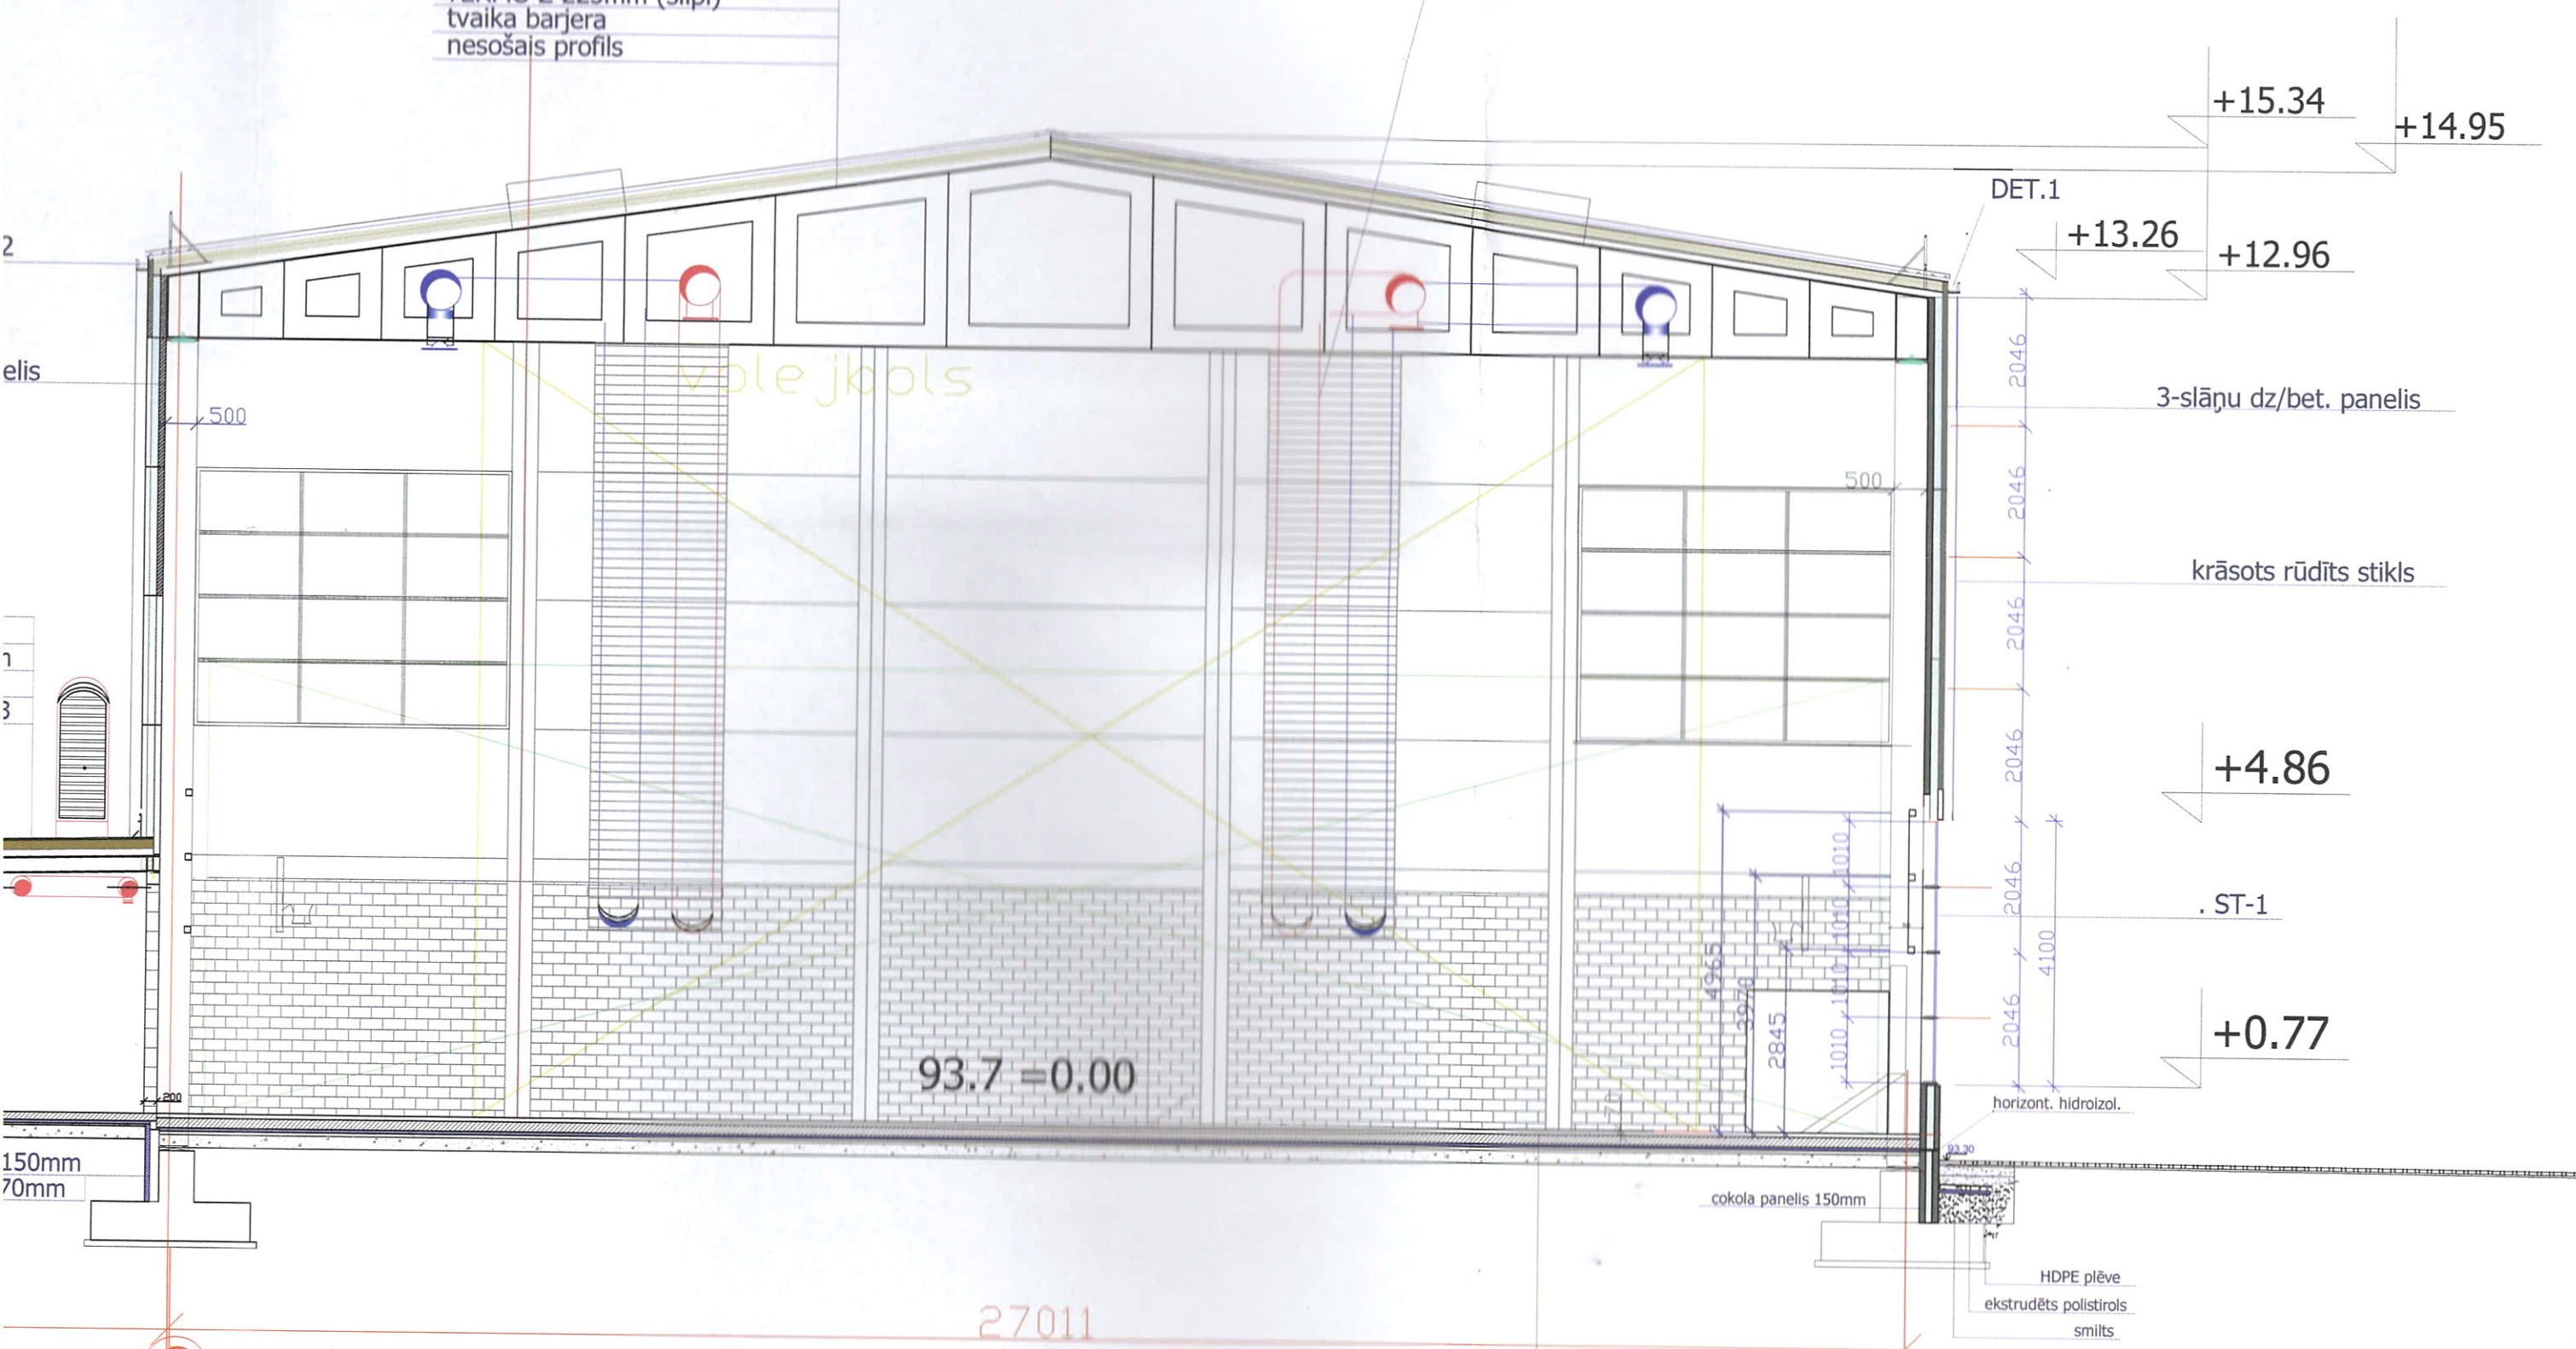 tvaika barjera
nesošais profils
+15.34
+14.95
DET.1
+13.26
+12.96
2
elis
500
volejbols
3-slāņu dz/bet. panelis
500
krāsots rūdīts stikls
2046
2046
2046
2046
2046
2046
4100
+4.86
. ST-1
+0.77
1010
1010
1010
1010
4965
3970
2845
93.7 =0.00
200
horizont. hidroizol.
93.30
150mm
70mm
cokola panelis 150mm
HDPE plēve
ekstrudēts polistirols
smilts
27011